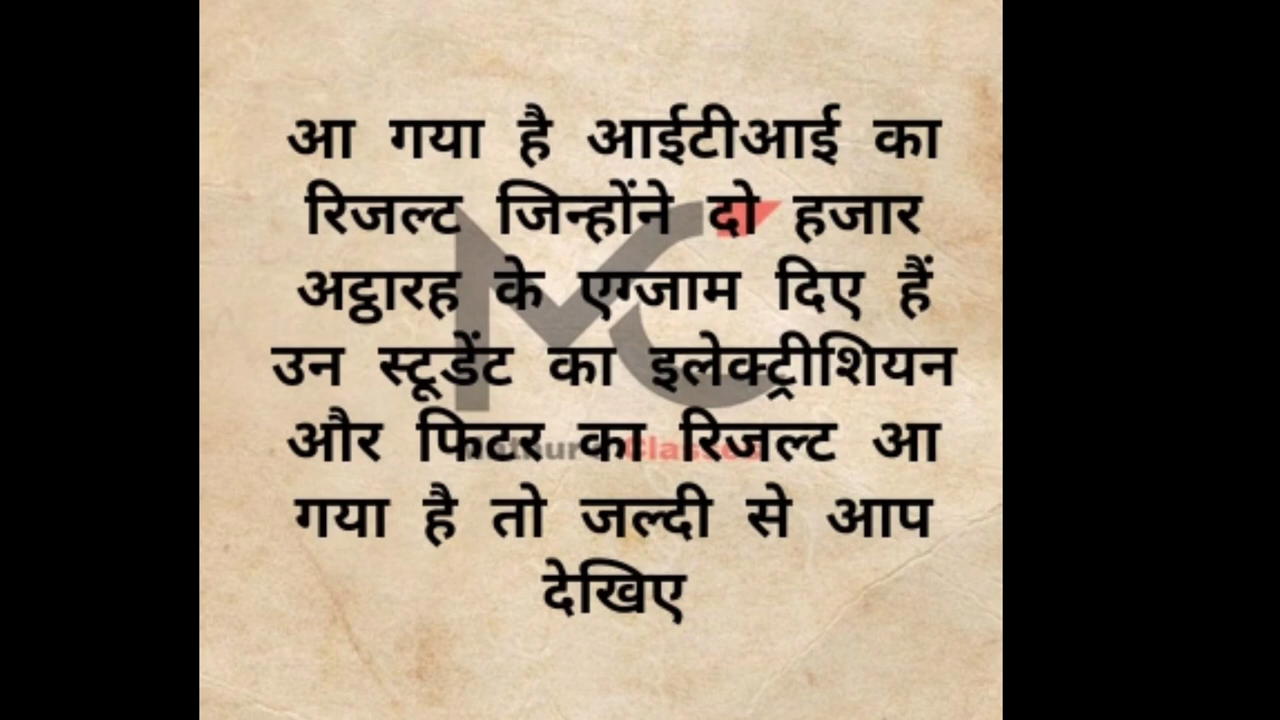 आ गया है आईटीआई का
रिजल्ट जिन्होंने दो हजार
अट्ठारह के एग्जाम दिए हैं
उन स्टूडेंट का इलेक्ट्रीशियन
और फिटर का रिजल्ट आ
गया है तो जल्दी से आप
देखिए